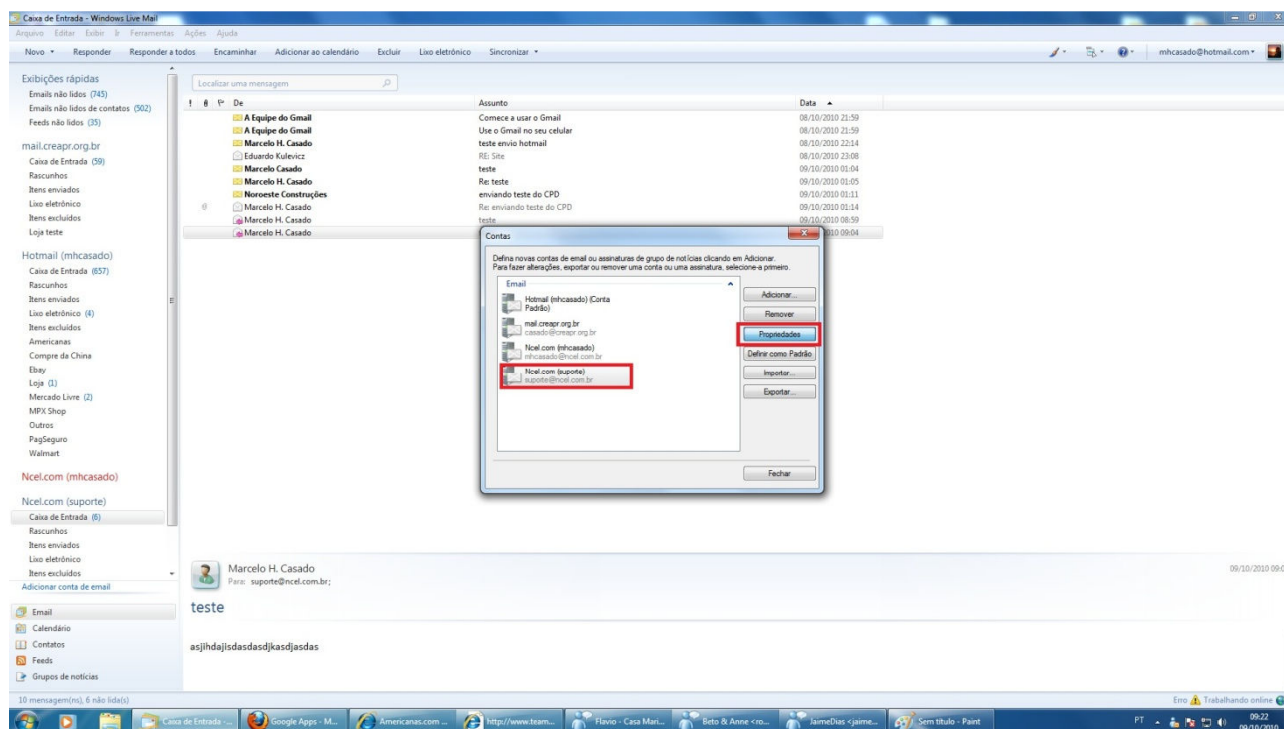 Caixa de Entrada - Windows Live Mail
Arquivo Editar Exibir Ir Ferramentas Ações Ajuda
Novo Responder Responder a todos Encaminhar Adicionar ao calendário Excluir Lixo eletrônico Sincronizar mhcasado@hotmail.com
Exibições rápidas
Emails não lidos (745)
Emails não lidos de contatos (502)
Feeds não lidos (35)
mail.creapr.org.br
Caixa de Entrada (59)
Rascunhos
Itens enviados
Lixo eletrônico
Itens excluídos
Loja teste
Hotmail (mhcasado)
Caixa de Entrada (657)
Rascunhos
Itens enviados
Lixo eletrônico (4)
Itens excluídos
Americanas
Compre da China
Ebay
Loja (1)
Mercado Livre (2)
MPX Shop
Outros
PagSeguro
Walmart
Ncel.com (mhcasado)
Ncel.com (suporte)
Caixa de Entrada (6)
Rascunhos
Itens enviados
Lixo eletrônico
Itens excluídos
Adicionar conta de email
Email
Calendário
Contatos
Feeds
Grupos de notícias
Localizar uma mensagem
! De Assunto Data
A Equipe do Gmail Comece a usar o Gmail 08/10/2010 21:59
A Equipe do Gmail Use o Gmail no seu celular 08/10/2010 21:59
Marcelo H. Casado teste envio hotmail 08/10/2010 22:14
Eduardo Kulevicz RE: Site 08/10/2010 23:08
Marcelo Casado teste 09/10/2010 01:04
Marcelo H. Casado Re: teste 09/10/2010 01:05
Noroeste Construções enviando teste do CPD 09/10/2010 01:11
Marcelo H. Casado Re: enviando teste do CPD 09/10/2010 01:14
Marcelo H. Casado teste 09/10/2010 08:59
Marcelo H. Casado 010 09:04
Contas
Defina novas contas de email ou assinaturas de grupo de notícias clicando em Adicionar.
Para fazer alterações, exportar ou remover uma conta ou uma assinatura, selecione-a primeiro.
Email
Hotmail (mhcasado) (Conta
Padrão)
mail.creapr.org.br
casado@creapr.org.br
Ncel.com (mhcasado)
mhcasado@ncel.com.br
Ncel.com (suporte)
suporte@ncel.com.br
Adicionar...
Remover
Propriedades
Definir como Padrão
Importar...
Exportar...
Fechar
Marcelo H. Casado 09/10/2010 09:0
Para: suporte@ncel.com.br;
teste
asjihdajisdasdasdjkasdjasdas
10 mensagem(ns), 6 não lida(s) Erro Trabalhando online
Caixa de Entrada -... Google Apps - M... Americanas.com ... http://www.team... Flavio - Casa Mari... Beto & Anne <ro... JaimeDias <jaime... Sem título - Paint PT 09:22
09/10/2010